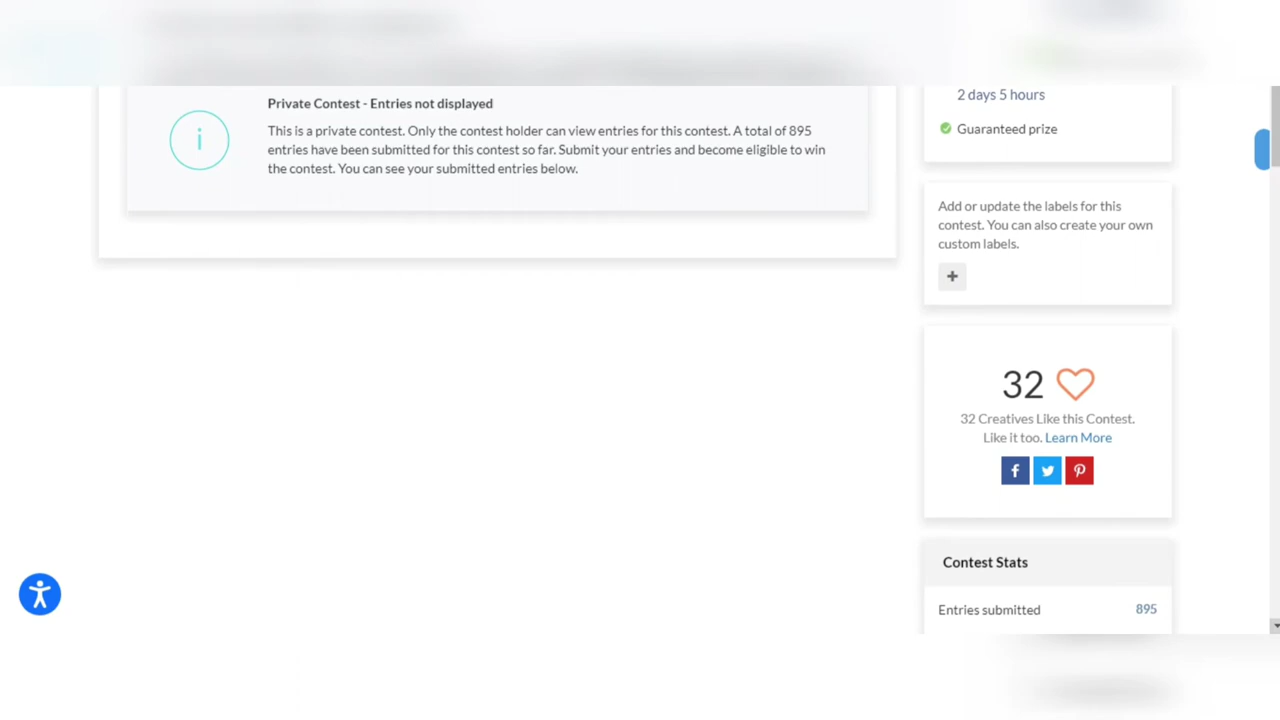 Private Contest - Entries not displayed
This is a private contest. Only the contest holder can view entries for this contest. A total of 895
entries have been submitted for this contest so far. Submit your entries and become eligible to win
the contest. You can see your submitted entries below.
2 days 5 hours
Guaranteed prize
Add or update the labels for this
contest. You can also create your own
custom labels.
32
32 Creatives Like this Contest.
Like it too. Learn More
Contest Stats
Entries submitted 895